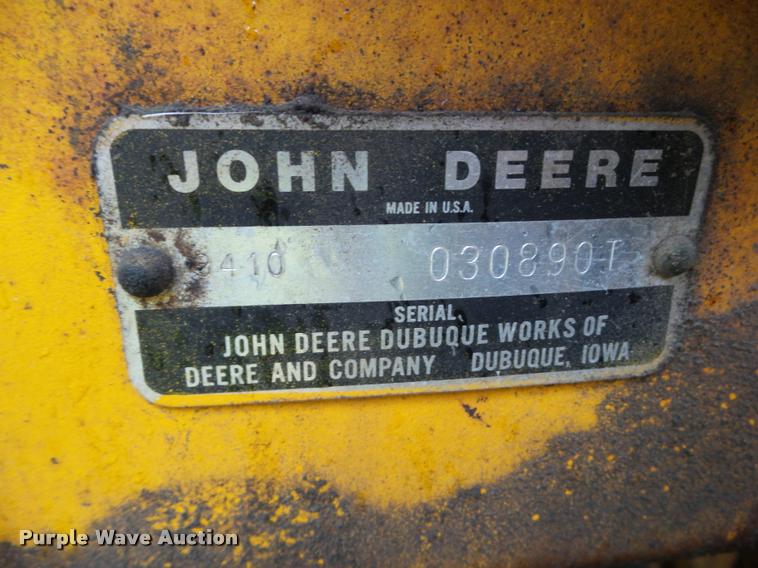 JOHN DEERE
MADE IN U.S.A.
9410 030890T
SERIAL
JOHN DEERE DUBUQUE WORKS OF
DEERE AND COMPANY DUBUQUE, IOWA
Purple Wave Auction